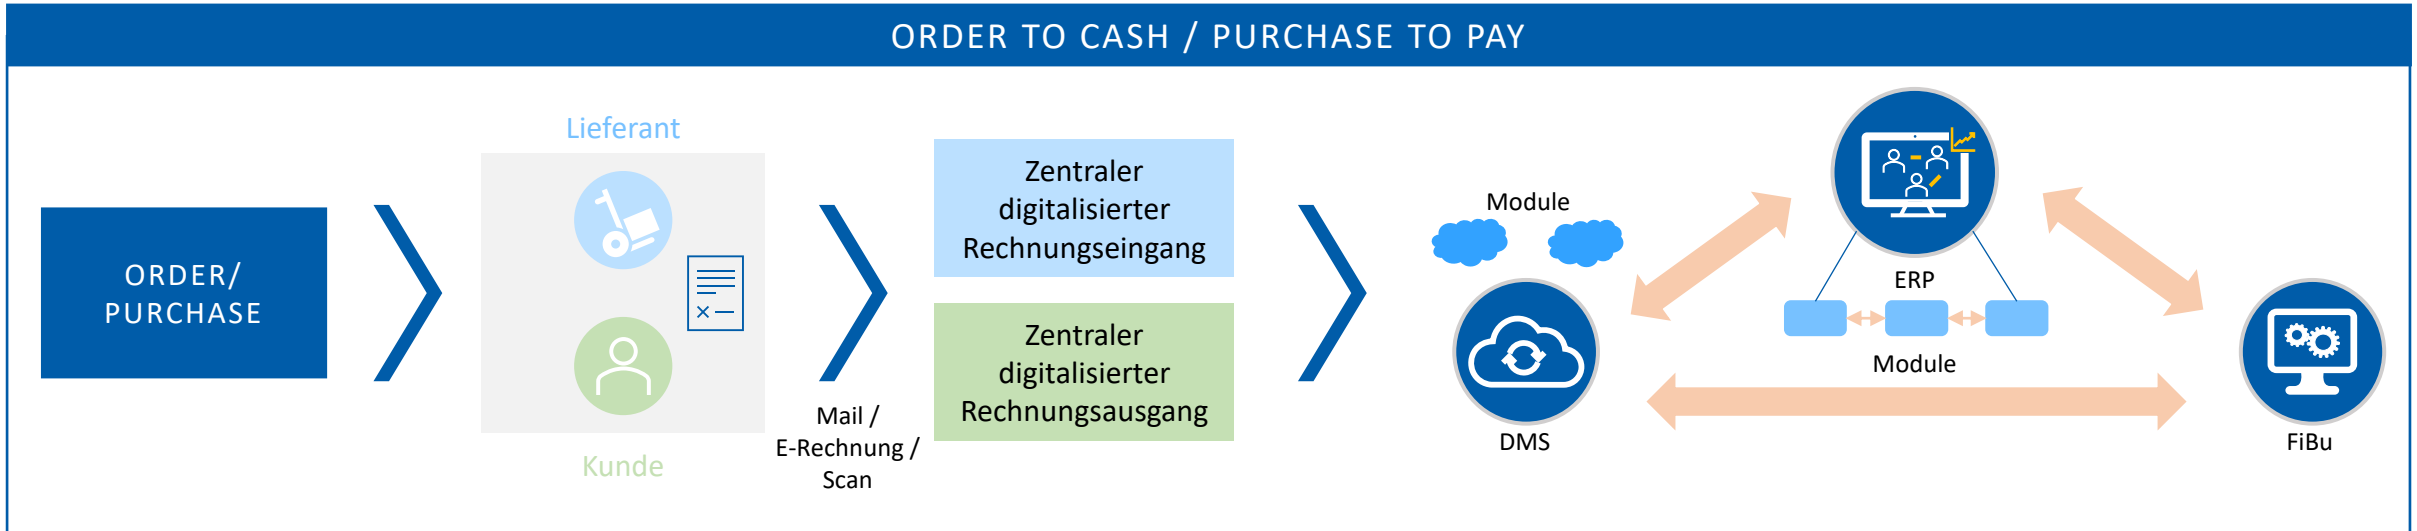 ORDER TO CASH / PURCHASE TO PAY
ORDER/
PURCHASE
Lieferant
Kunde
Mail /
E-Rechnung /
Scan
Zentraler
digitalisierter
Rechnungseingang
Zentraler
digitalisierter
Rechnungsausgang
Module
DMS
ERP
Module
FiBu